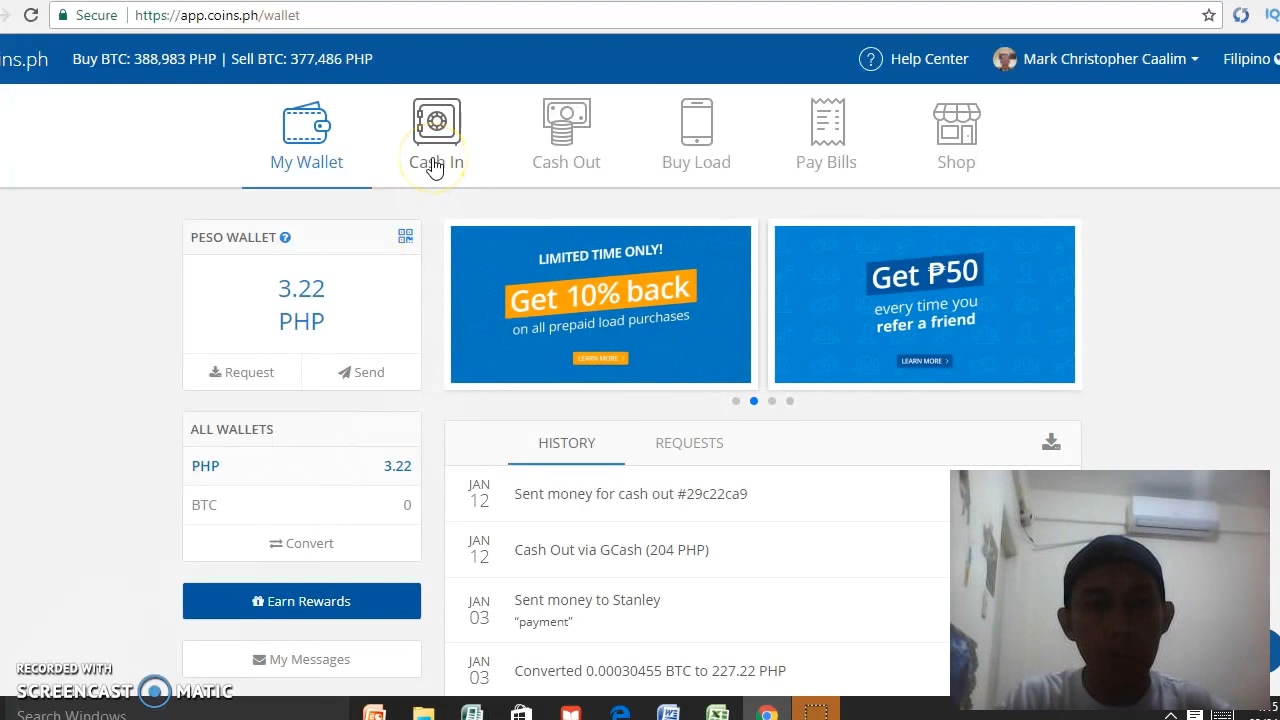 Secure | https://app.coins.ph/wallet
ins.ph
Buy BTC: 388,983 PHP | Sell BTC: 377,486 PHP
Help Center
Mark Christopher Caalim
Filipino
My Wallet
Cash In
Cash Out
Buy Load
Pay Bills
Shop
PESO WALLET
3.22
PHP
Request
Send
LIMITED TIME ONLY!
Get 10% back
on all prepaid load purchases
LEARN MORE >
Get ₱50
every time you
refer a friend
LEARN MORE >
ALL WALLETS
PHP 3.22
BTC 0
Convert
Earn Rewards
My Messages
HISTORY
REQUESTS
JAN
12
Sent money for cash out #29c22ca9
JAN
12
Cash Out via GCash (204 PHP)
JAN
03
Sent money to Stanley
“payment”
JAN
03
Converted 0.00030455 BTC to 227.22 PHP
RECORDED WITH
SCREENCAST MATIC
Search Windows